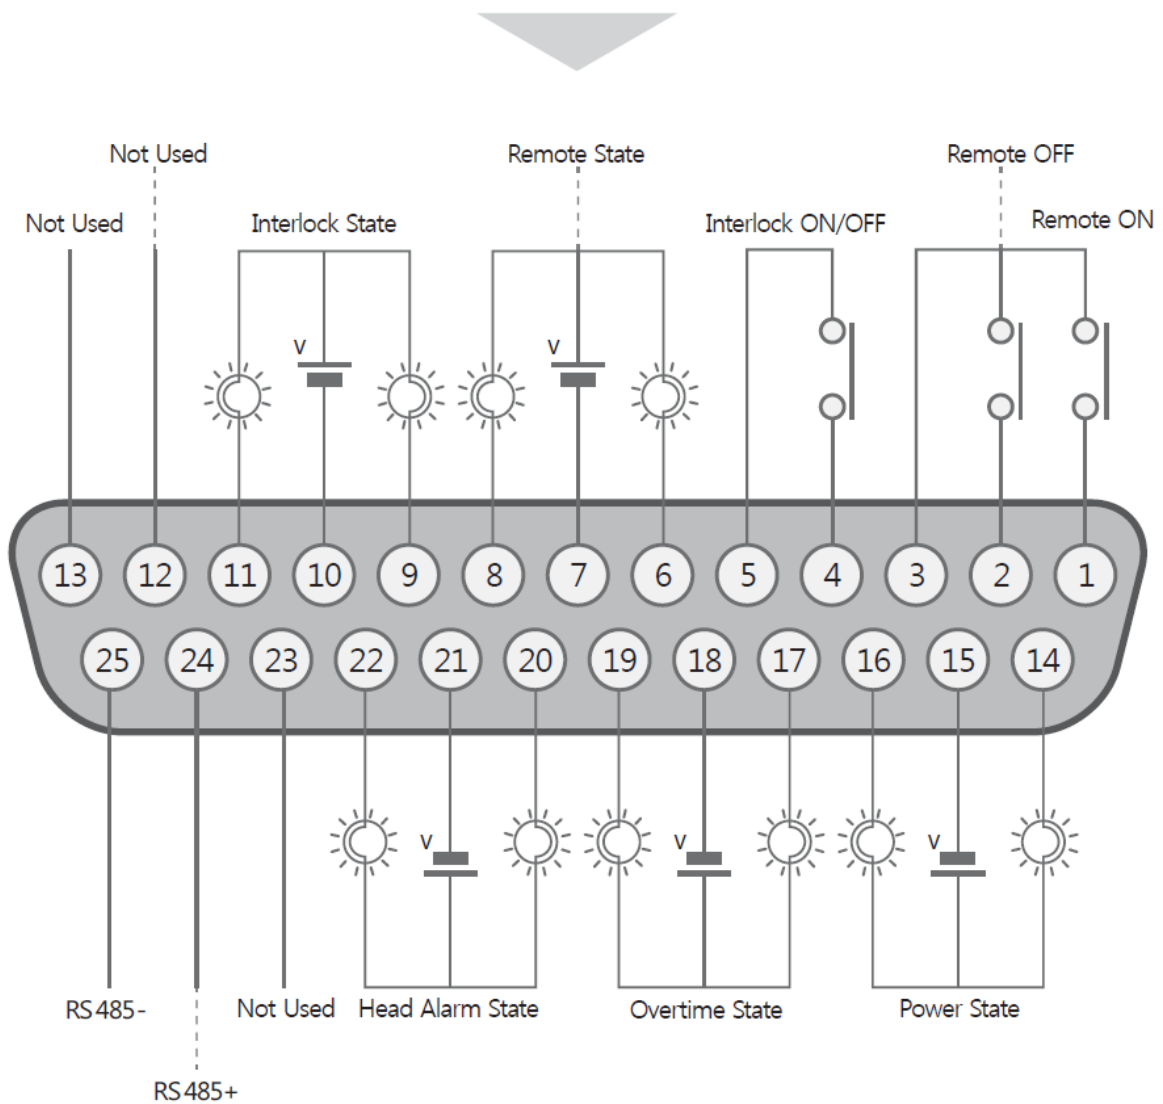 Not Used
Remote State
Remote OFF
Not Used
Interlock State
Interlock ON/OFF
Remote ON
V
V
13 12 11 10 9 8 7 6 5 4 3 2 1
25 24 23 22 21 20 19 18 17 16 15 14
V
V
V
RS485-
Not Used
Head Alarm State
Overtime State
Power State
RS485+